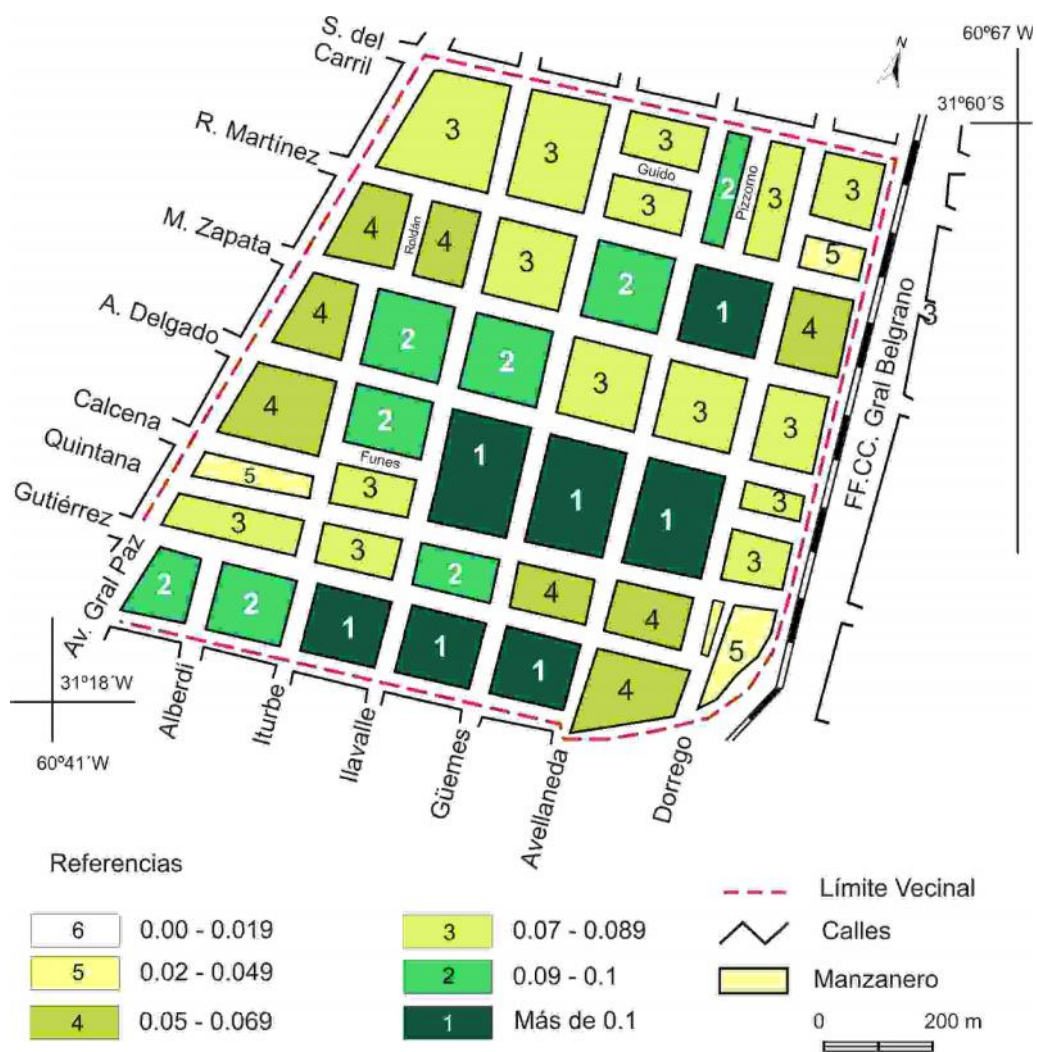 S. del
Carril
60º67 W
N
31º60´S
R. Martínez
3
3
3
Guido
2
Pizzorno
3
3
3
M. Zapata
4
Roldán
4
3
2
1
5
4
A. Delgado
4
2
2
3
3
3
FF.CC. Gral Belgrano
3
Calcena
4
2
1
1
1
Quintana
5
Funes
3
3
Gutiérrez
3
3
2
4
4
3
Av. Gral Paz
2
2
1
1
1
4
5
31º18´W
60º41´W
Alberdi
Iturbe
Ilavalle
Güemes
Avellaneda
Dorrego
Referencias
6 0.00 - 0.019
5 0.02 - 0.049
4 0.05 - 0.069
3 0.07 - 0.089
2 0.09 - 0.1
1 Más de 0.1
Límite Vecinal
Calles
Manzanero
0 200 m